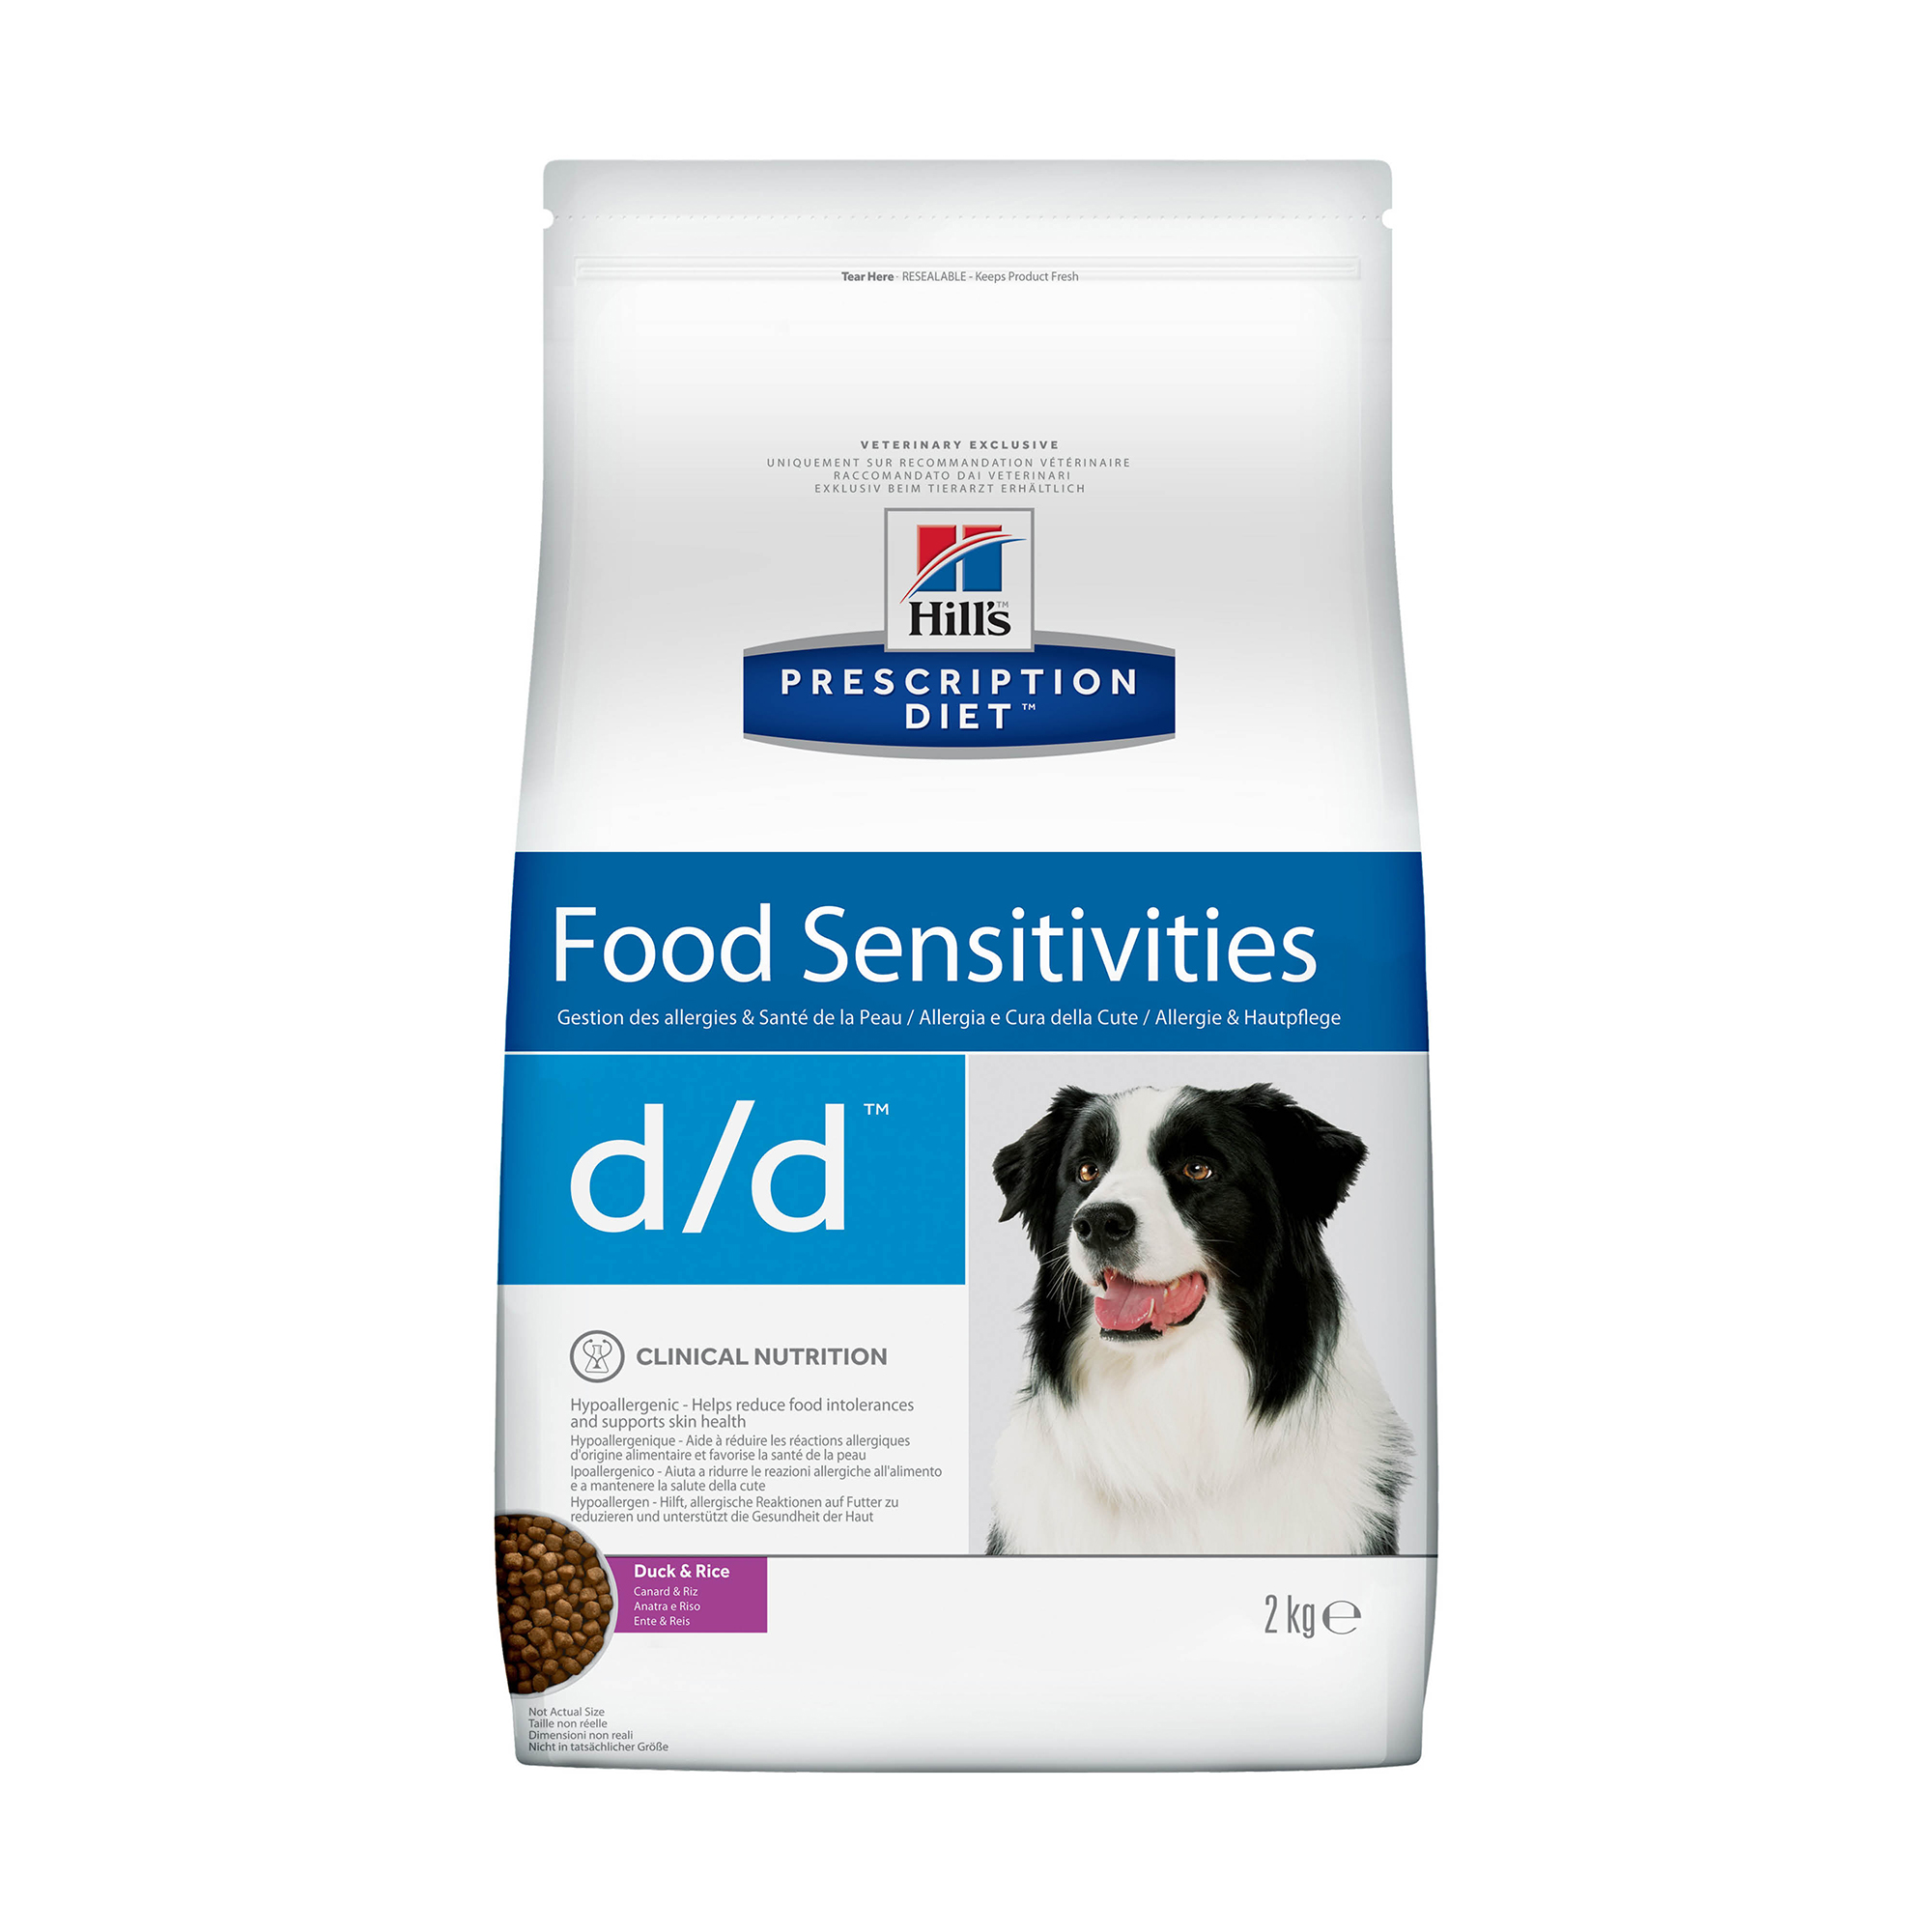 Tear Here - RESEALABLE - Keeps Product Fresh
VETERINARY EXCLUSIVE
UNIQUEMENT SUR RECOMMANDATION VÉTÉRINAIRE
RACCOMANDATO DAI VETERINARI
EXKLUSIV BEIM TIERARZT ERHÄLTLICH
Hill's™
PRESCRIPTION
DIET™
Food Sensitivities
Gestion des allergies & Santé de la Peau / Allergia e Cura della Cute / Allergie & Hautpflege
d/d™
CLINICAL NUTRITION
Hypoallergenic - Helps reduce food intolerances
and supports skin health
Hypoallergenique - Aide à réduire les réactions allergiques
d'origine alimentaire et favorise la santé de la peau
Ipoallergenico - Aiuta a ridurre le reazioni allergiche all'alimento
e a mantenere la salute della cute
Hypoallergen - Hilft, allergische Reaktionen auf Futter zu
reduzieren und unterstützt die Gesundheit der Haut
Duck & Rice
Canard & Riz
Anatra e Riso
Ente & Reis
2 kg ℮
Not Actual Size
Taille non réelle
Dimensioni non reali
Nicht in tatsächlicher Größe